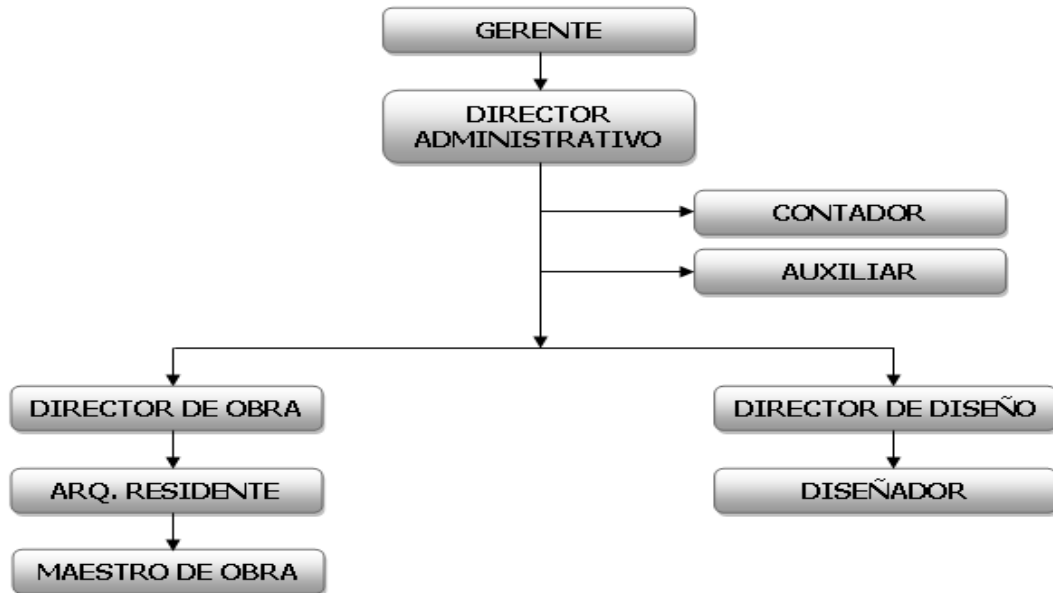 GERENTE
DIRECTOR
ADMINISTRATIVO
CONTADOR
AUXILIAR
DIRECTOR DE OBRA
DIRECTOR DE DISEÑO
ARQ. RESIDENTE
DISEÑADOR
MAESTRO DE OBRA